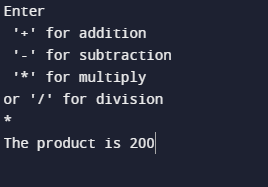 Enter
 '+' for addition
 '-' for subtraction
 '*' for multiply
or '/' for division
*
The product is 200